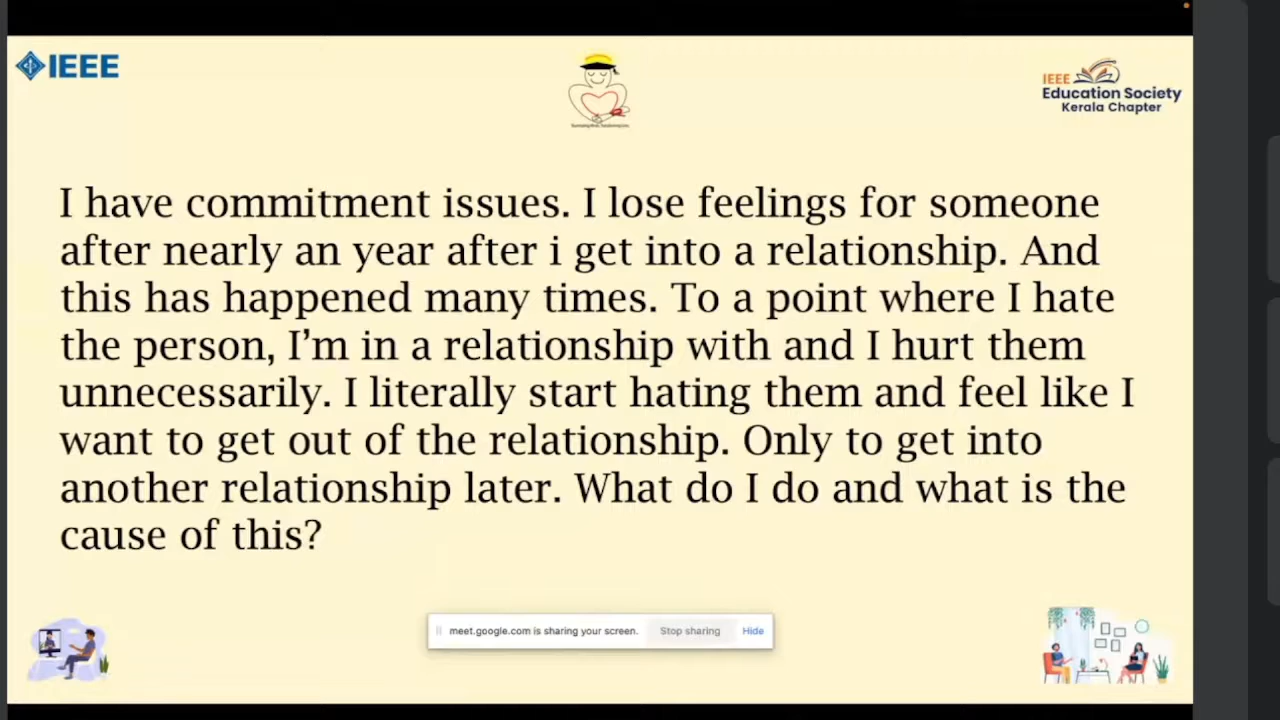 IEEE
IEEE
Education Society
Kerala Chapter
I have commitment issues. I lose feelings for someone
after nearly an year after i get into a relationship. And
this has happened many times. To a point where I hate
the person, I’m in a relationship with and I hurt them
unnecessarily. I literally start hating them and feel like I
want to get out of the relationship. Only to get into
another relationship later. What do I do and what is the
cause of this?
meet.google.com is sharing your screen. Stop sharing Hide